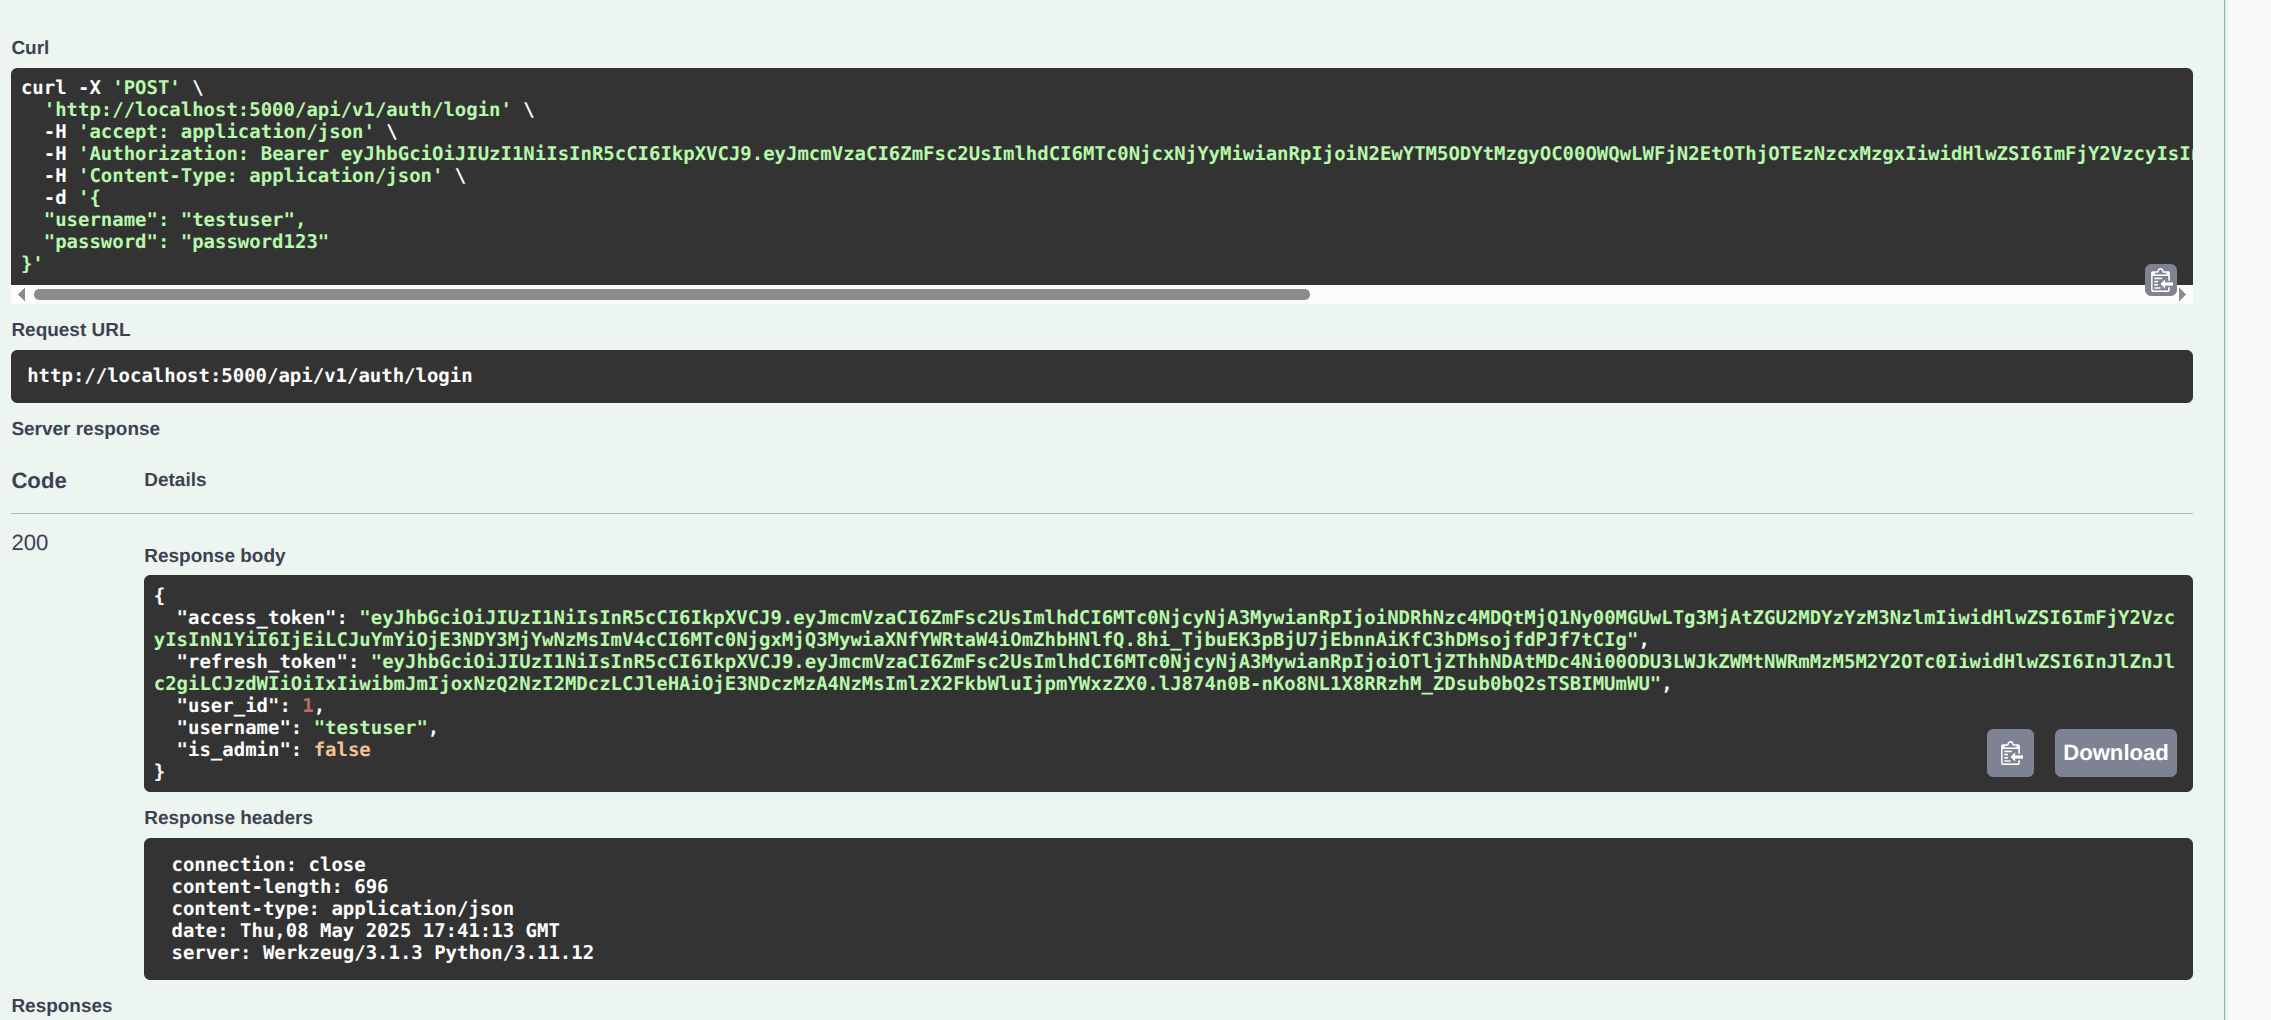 Curl
curl -X 'POST' \
'http://localhost:5000/api/v1/auth/login' \
-H 'accept: application/json' \
-H 'Authorization: Bearer eyJhbGciOiJIUzI1NiIsInR5cCI6IkpXVCJ9.eyJmcmVzaCI6ZmFsc2UsImlhdCI6MTc0NjcxNjYyMiwianRpIjoiN2EwYTM5ODYtMzgyOC00OWQwLWFjN2EtOThjOTEzNzcxMzgxIiwidHlwZSI6ImFjY2VzcyIsI
-H 'Content-Type: application/json' \
-d '{
"username": "testuser",
"password": "password123"
}'
Request URL
http://localhost:5000/api/v1/auth/login
Server response
Code Details
200
Response body
{
"access_token": "eyJhbGciOiJIUzI1NiIsInR5cCI6IkpXVCJ9.eyJmcmVzaCI6ZmFsc2UsImlhdCI6MTc0NjcyNjA3MywianRpIjoiNDRhNzc4MDQtMjQ1Ny00MGUwLTg3MjAtZGU2MDYzYzM3NzlmIiwidHlwZSI6ImFjY2Vzc
yIsInN1YiI6IjEiLCJuYmYiOjE3NDY3MjYwNzMsImV4cCI6MTc0NjgxMjQ3MywiaXNfYWRtaW4iOmZhbHNlfQ.8hi_TjbuEK3pBjU7jEbnnAiKfC3hDMsojfdPJf7tCIg",
"refresh_token": "eyJhbGciOiJIUzI1NiIsInR5cCI6IkpXVCJ9.eyJmcmVzaCI6ZmFsc2UsImlhdCI6MTc0NjcyNjA3MywianRpIjoiOTljZThhNDAtMDc4Ni00ODU3LWJkZWMtNWRmMzM5M2Y2OTc0IiwidHlwZSI6InJlZnJl
c2giLCJzdWIiOiIxIiwibmJmIjoxNzQ2NzI2MDczLCJleHAiOjE3NDczMzA4NzMsImlzX2FkbWluIjpmYWxzZX0.lJ874n0B-nKo8NL1X8RRzhM_ZDsub0bQ2sTSBIMUmWU",
"user_id": 1,
"username": "testuser",
"is_admin": false
}
Download
Response headers
connection: close
content-length: 696
content-type: application/json
date: Thu,08 May 2025 17:41:13 GMT
server: Werkzeug/3.1.3 Python/3.11.12
Responses